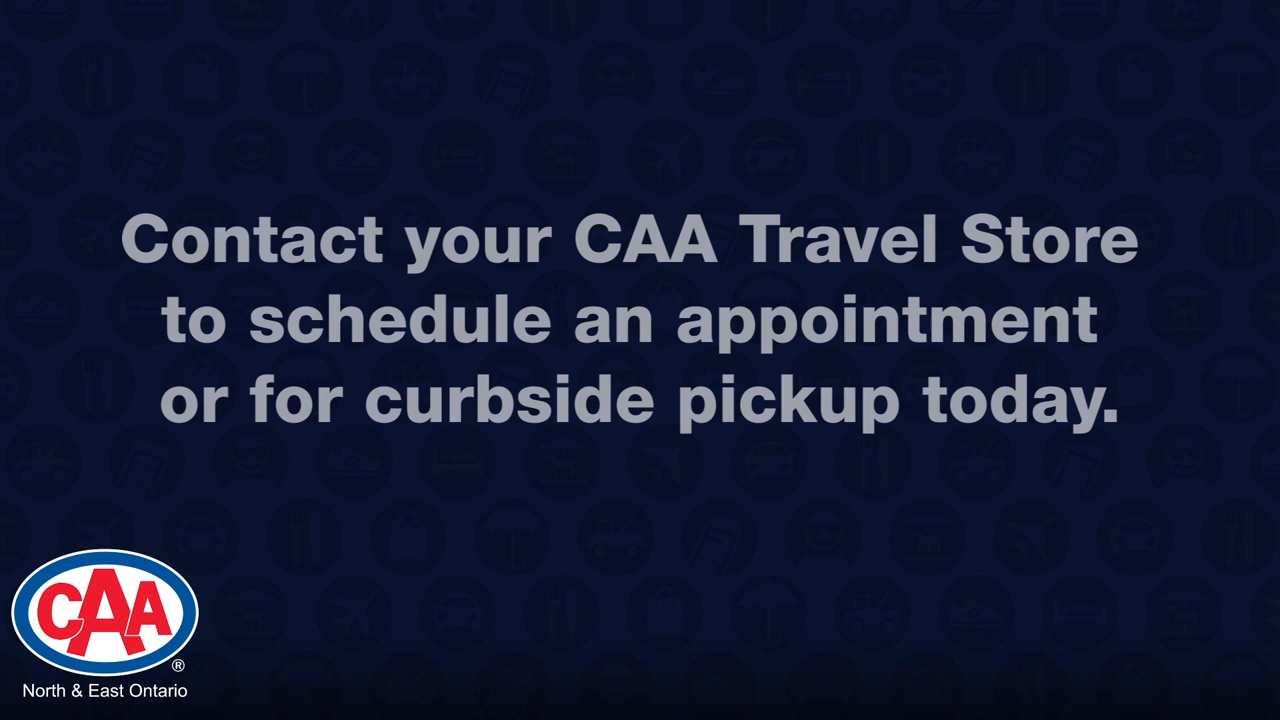 Contact your CAA Travel Store
to schedule an appointment
or for curbside pickup today.
CAA
®
North & East Ontario